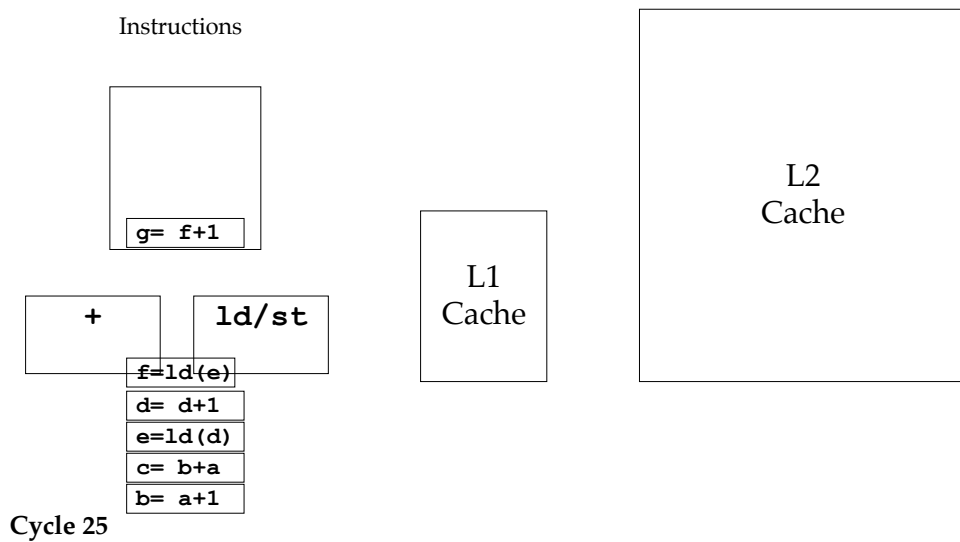 Instructions
g= f+1
+
ld/st
f=ld(e)
d= d+1
e=ld(d)
c= b+a
b= a+1
Cycle 25
L1
Cache
L2
Cache